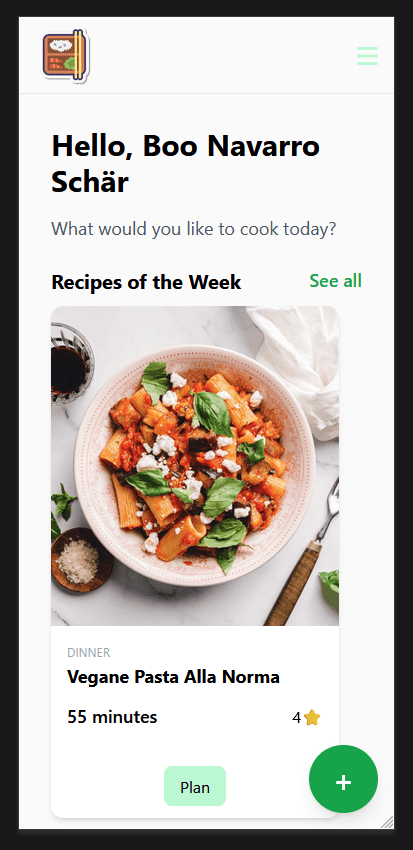 Hello, Boo Navarro
Schär
What would you like to cook today?
Recipes of the Week
See all
DINNER
Vegane Pasta Alla Norma
55 minutes
4
Plan
+